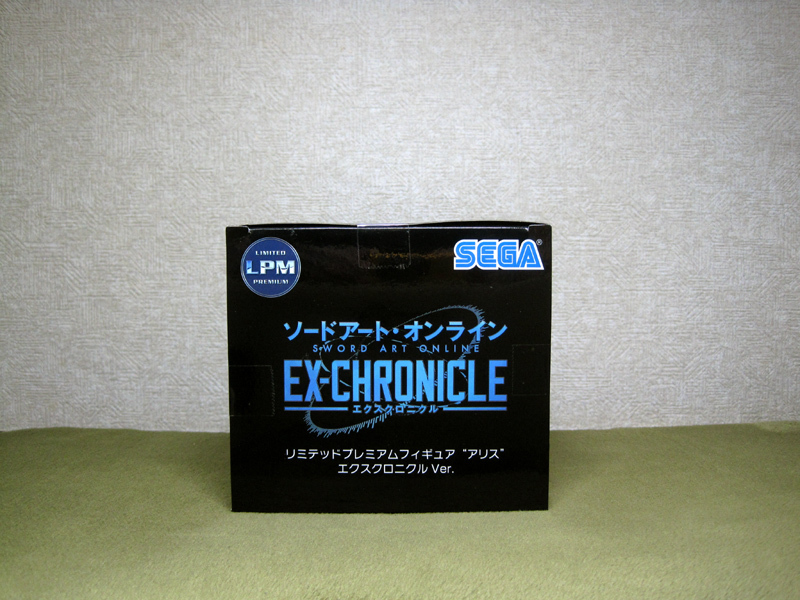 LIMITED
LPM
PREMIUM
SEGA®
ソードアート・オンライン
SWORD ART ONLINE
EX-CHRONICLE
エクスクロニクル
リミテッドプレミアムフィギュア“アリス”
エクスクロニクル Ver.